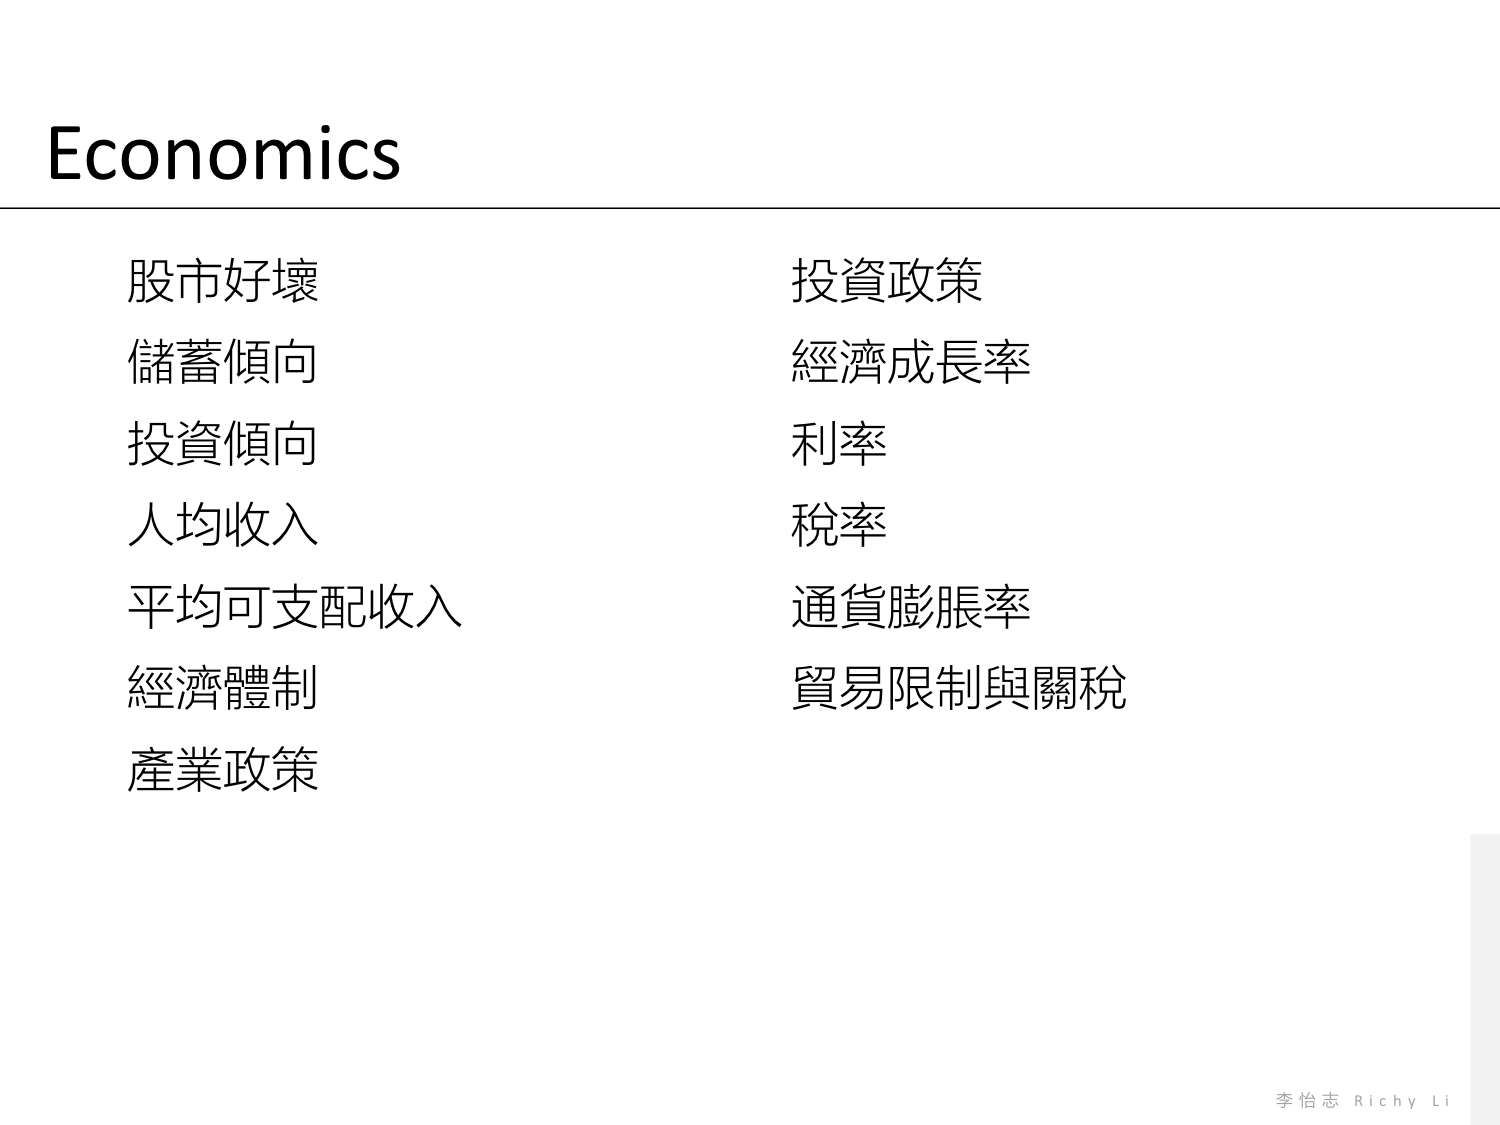 Economics
股市好壞
儲蓄傾向
投資傾向
人均收入
平均可支配收入
經濟體制
產業政策
投資政策
經濟成長率
利率
稅率
通貨膨脹率
貿易限制與關稅
李怡志 Richy Li